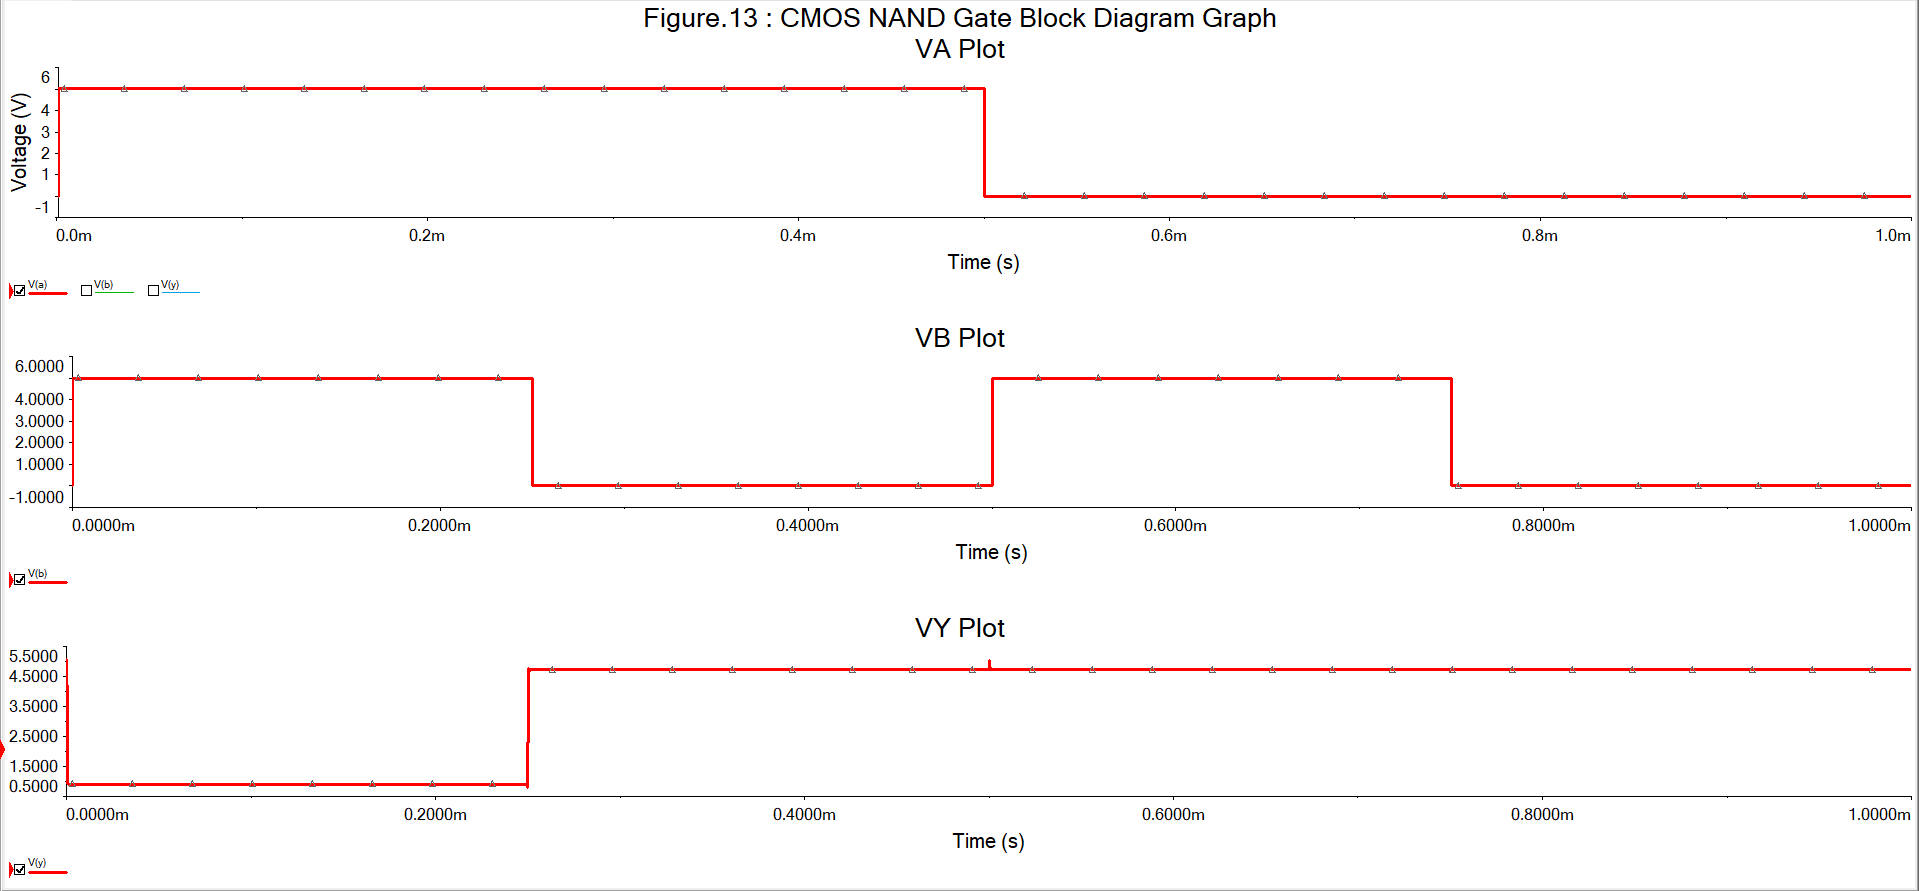 Figure.13 : CMOS NAND Gate Block Diagram Graph
VA Plot
Voltage (V)
6
4
3
2
1
-1
0.0m 0.2m 0.4m 0.6m 0.8m 1.0m
Time (s)
V(a) V(b) V(y)
VB Plot
6.0000
4.0000
3.0000
2.0000
1.0000
-1.0000
0.0000m 0.2000m 0.4000m 0.6000m 0.8000m 1.0000m
Time (s)
V(b)
VY Plot
5.5000
4.5000
3.5000
2.5000
1.5000
0.5000
0.0000m 0.2000m 0.4000m 0.6000m 0.8000m 1.0000m
Time (s)
V(y)